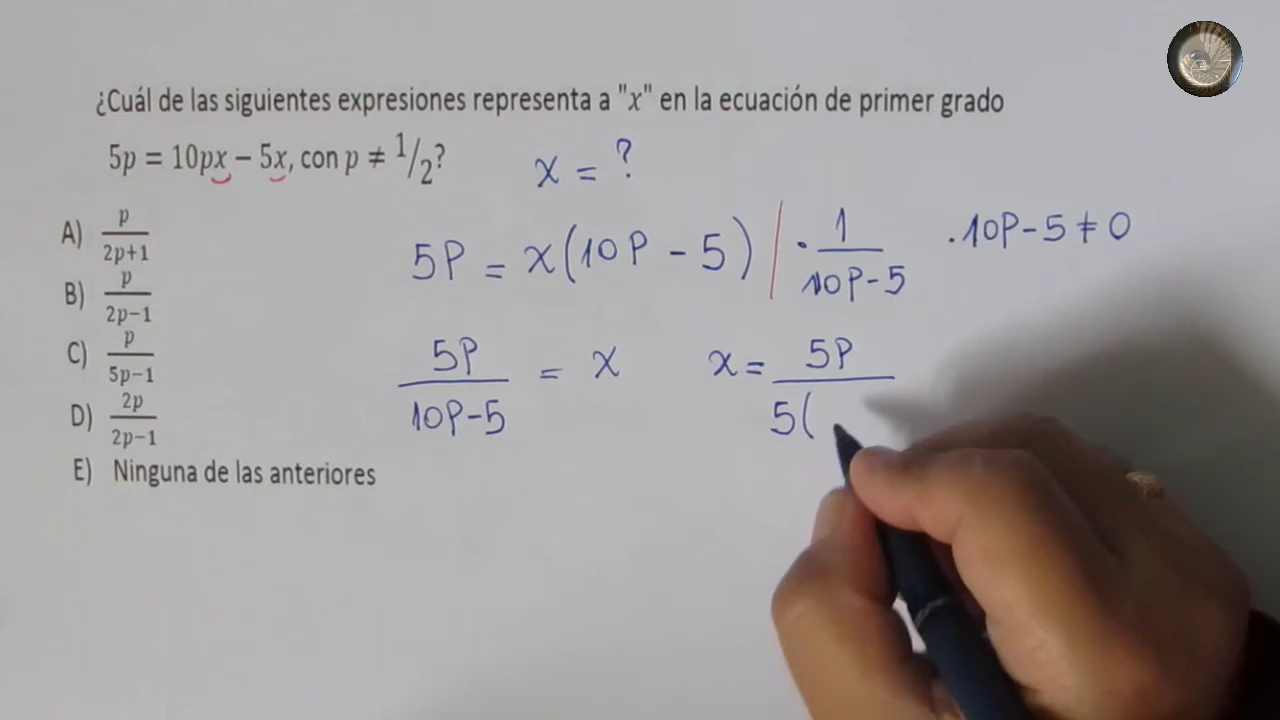 ¿Cuál de las siguientes expresiones representa a "x" en la ecuación de primer grado
5p = 10px − 5x, con p ≠ 1/2?
x = ?
A) p/2p+1
B) p/2p−1
C) p/5p−1
D) 2p/2p−1
E) Ninguna de las anteriores
5P = x(10P - 5) | · 1/10P-5
. 10P - 5 ≠ 0
5P/10P-5 = x
x = 5P/5(